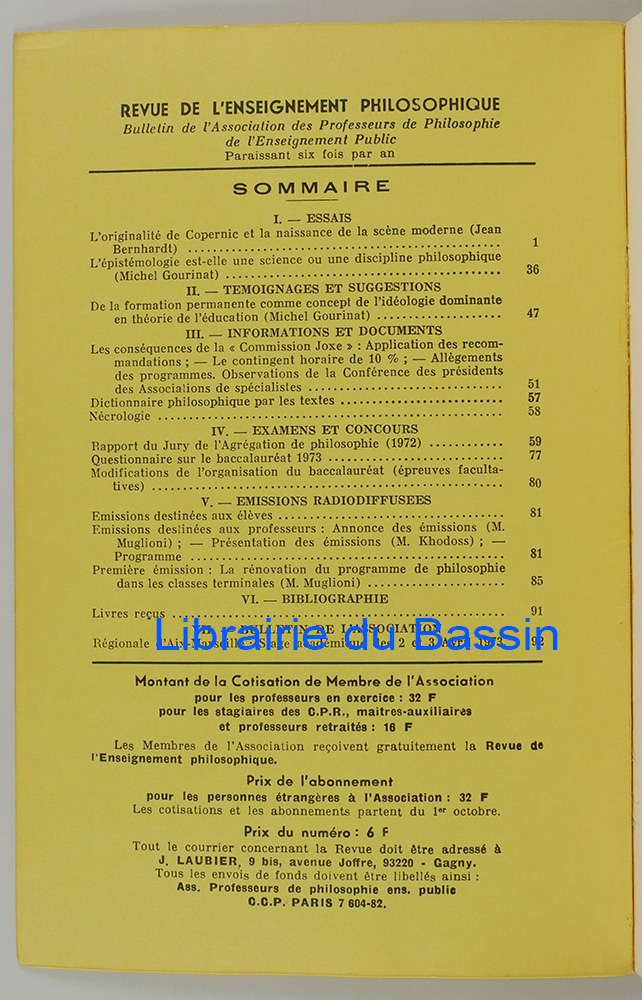 REVUE DE L'ENSEIGNEMENT PHILOSOPHIQUE
Bulletin de l'Association des Professeurs de Philosophie
de l'Enseignement Public
Paraissant six fois par an
SOMMAIRE
I. — ESSAIS
L'originalité de Copernic et la naissance de la scène moderne (Jean
Bernhardt) 1
L'épistémologie est-elle une science ou une discipline philosophique
(Michel Gourinat) 36
II. — TEMOIGNAGES ET SUGGESTIONS
De la formation permanente comme concept de l'idéologie dominante
en théorie de l'éducation (Michel Gourinat) 47
III. — INFORMATIONS ET DOCUMENTS
Les conséquences de la « Commission Joxe » : Application des recom-
mandations ; — Le contingent horaire de 10 % ; — Allègements
des programmes. Observations de la Conférence des présidents
des Associations de spécialistes 51
Dictionnaire philosophique par les textes 57
Nécrologie 58
IV. — EXAMENS ET CONCOURS
Rapport du Jury de l'Agrégation de philosophie (1972) 59
Questionnaire sur le baccalauréat 1973 77
Modifications de l'organisation du baccalauréat (épreuves faculta-
tives) 80
V. — EMISSIONS RADIODIFFUSEES
Emissions destinées aux élèves 81
Emissions destinées aux professeurs : Annonce des émissions (M.
Muglioni) ; — Présentation des émissions (M. Khodoss) ; —
Programme 81
Première émission : La rénovation du programme de philosophie
dans les classes terminales (M. Muglioni) 85
VI. — BIBLIOGRAPHIE
Livres reçus 91
BULLETIN DE L'ASSOCIATION
Régionale d'Aix-Marseille : Stage académique des 2 et 3 1973 92
Librairie du Bassin
Montant de la Cotisation de Membre de l'Association
pour les professeurs en exercice : 32 F
pour les stagiaires des C.P.R., maîtres-auxiliaires
et professeurs retraités : 16 F
Les Membres de l'Association reçoivent gratuitement la Revue de
l'Enseignement philosophique.
Prix de l'abonnement
pour les personnes étrangères à l'Association : 32 F
Les cotisations et les abonnements partent du 1er octobre.
Prix du numéro : 6 F
Tout le courrier concernant la Revue doit être adressé à
J. LAUBIER, 9 bis, avenue Joffre, 93220 - Gagny.
Tous les envois de fonds doivent être libellés ainsi :
Ass. Professeurs de philosophie ens. public
C.C.P. PARIS 7 604-82.